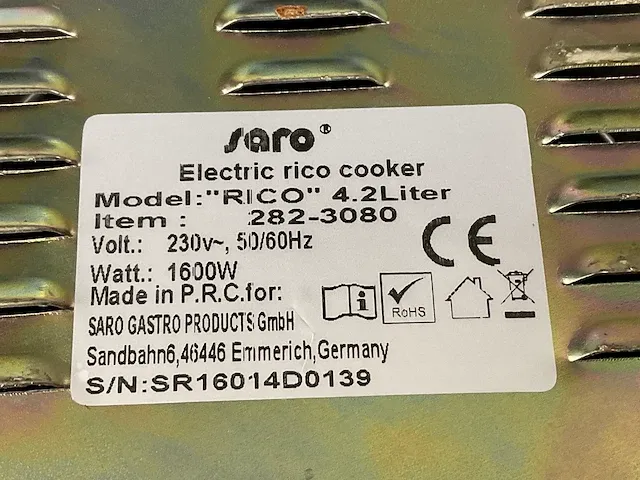 saro®
Electric rico cooker
Model:"RICO" 4.2Liter
Item : 282-3080
Volt.: 230v~, 50/60Hz
Watt.: 1600W
Made in P.R.C.for:
SARO GASTRO PRODUCTS GmbH
Sandbahn6,46446 Emmerich,Germany
S/N:SR16014D0139
CE
RoHS